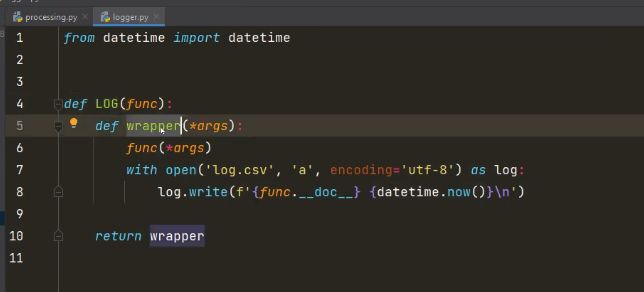 processing.py logger.py
1 from datetime import datetime
2
3
4 def LOG(func):
5     def wrapper(*args):
6         func(*args)
7         with open('log.csv', 'a', encoding='utf-8') as log:
8             log.write(f'{func.__doc__} {datetime.now()}\n')
9
10     return wrapper
11